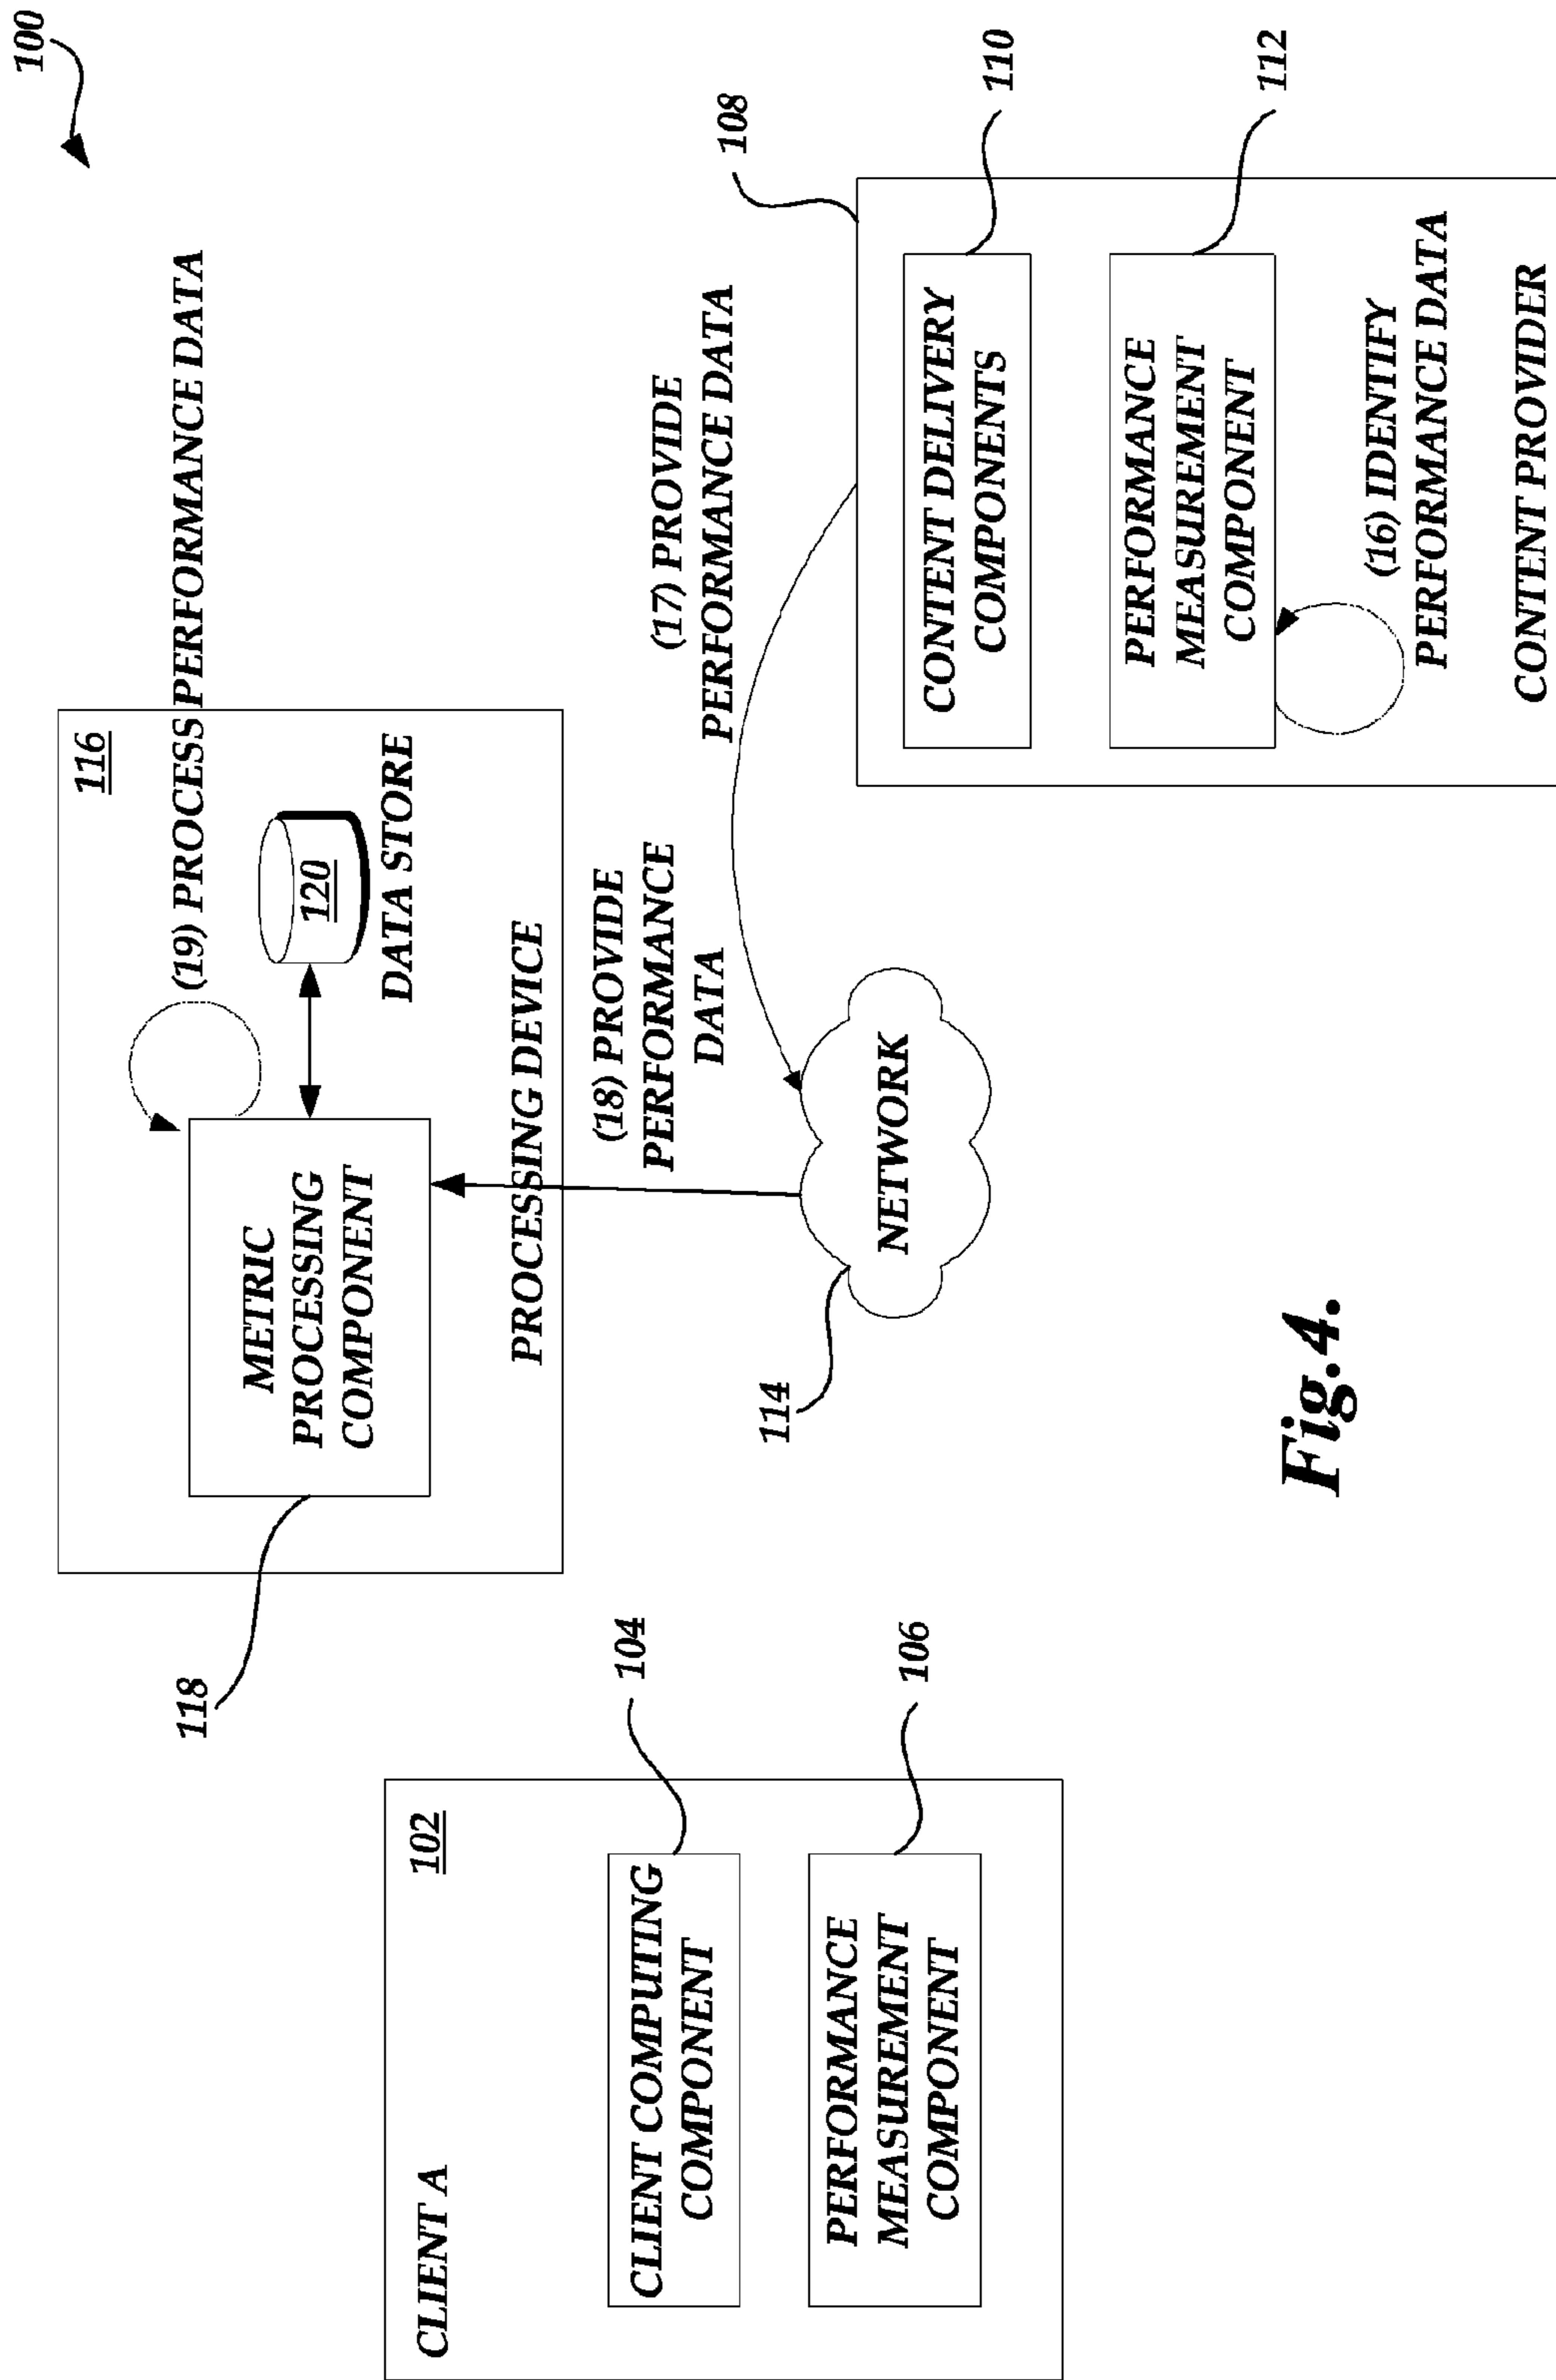 100
116
(19) PROCESS PERFORMANCE DATA
METRIC
PROCESSING
COMPONENT
120
DATA STORE
PROCESSING DEVICE
118
CLIENT A
102
CLIENT COMPUTING
COMPONENT
104
PERFORMANCE
MEASUREMENT
COMPONENT
106
(18) PROVIDE
PERFORMANCE
DATA
(17) PROVIDE
PERFORMANCE DATA
NETWORK
114
108
CONTENT DELIVERY
COMPONENTS
110
PERFORMANCE
MEASUREMENT
COMPONENT
112
(16) IDENTIFY
PERFORMANCE DATA
CONTENT PROVIDER
Fig.4.